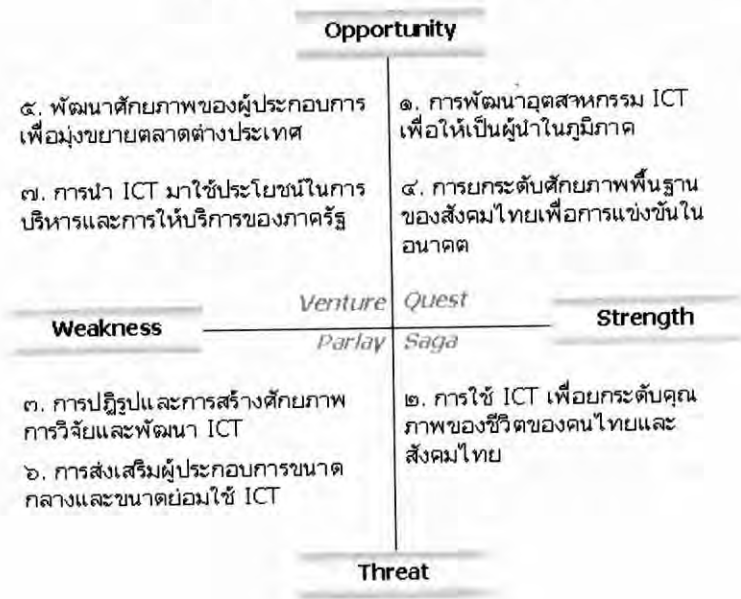 Opportunity
๕. พัฒนาศักยภาพของผู้ประกอบการ
เพื่อมุ่งขยายตลาดต่างประเทศ
๗. การนำ ICT มาใช้ประโยชน์ในการ
บริหารและการให้บริการของภาครัฐ
๑. การพัฒนาอุตสาหกรรม ICT
เพื่อให้เป็นผู้นำในภูมิภาค
๔. การยกระดับศักยภาพพื้นฐาน
ของสังคมไทยเพื่อการแข่งขันใน
อนาคต
Venture
Quest
Weakness
Strength
Parlay
Saga
๓. การปฏิรูปและการสร้างศักยภาพ
การวิจัยและพัฒนา ICT
๖. การส่งเสริมผู้ประกอบการขนาด
กลางและขนาดย่อมใช้ ICT
๒. การใช้ ICT เพื่อยกระดับคุณ
ภาพของชีวิตของคนไทยและ
สังคมไทย
Threat